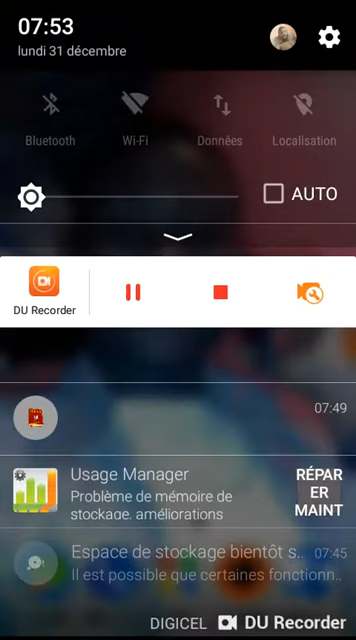 07:53
lundi 31 décembre
Bluetooth Wi-Fi Données Localisation
AUTO
DU Recorder
07:49
Usage Manager
Problème de mémoire de
stockage, améliorations
RÉPAR
ER
MAINT
Espace de stockage bientôt s.. 07:45
Il est possible que certaines fonctionn..
DIGICEL DU Recorder